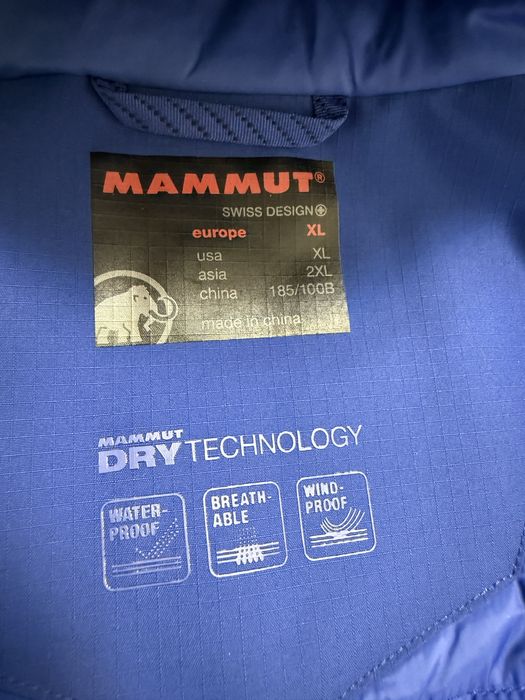 MAMMUT®
SWISS DESIGN
europe XL
usa XL
asia 2XL
china 185/100B
made in china
MAMMUT
DRY TECHNOLOGY
WATER-
PROOF
BREATH-
ABLE
WIND-
PROOF